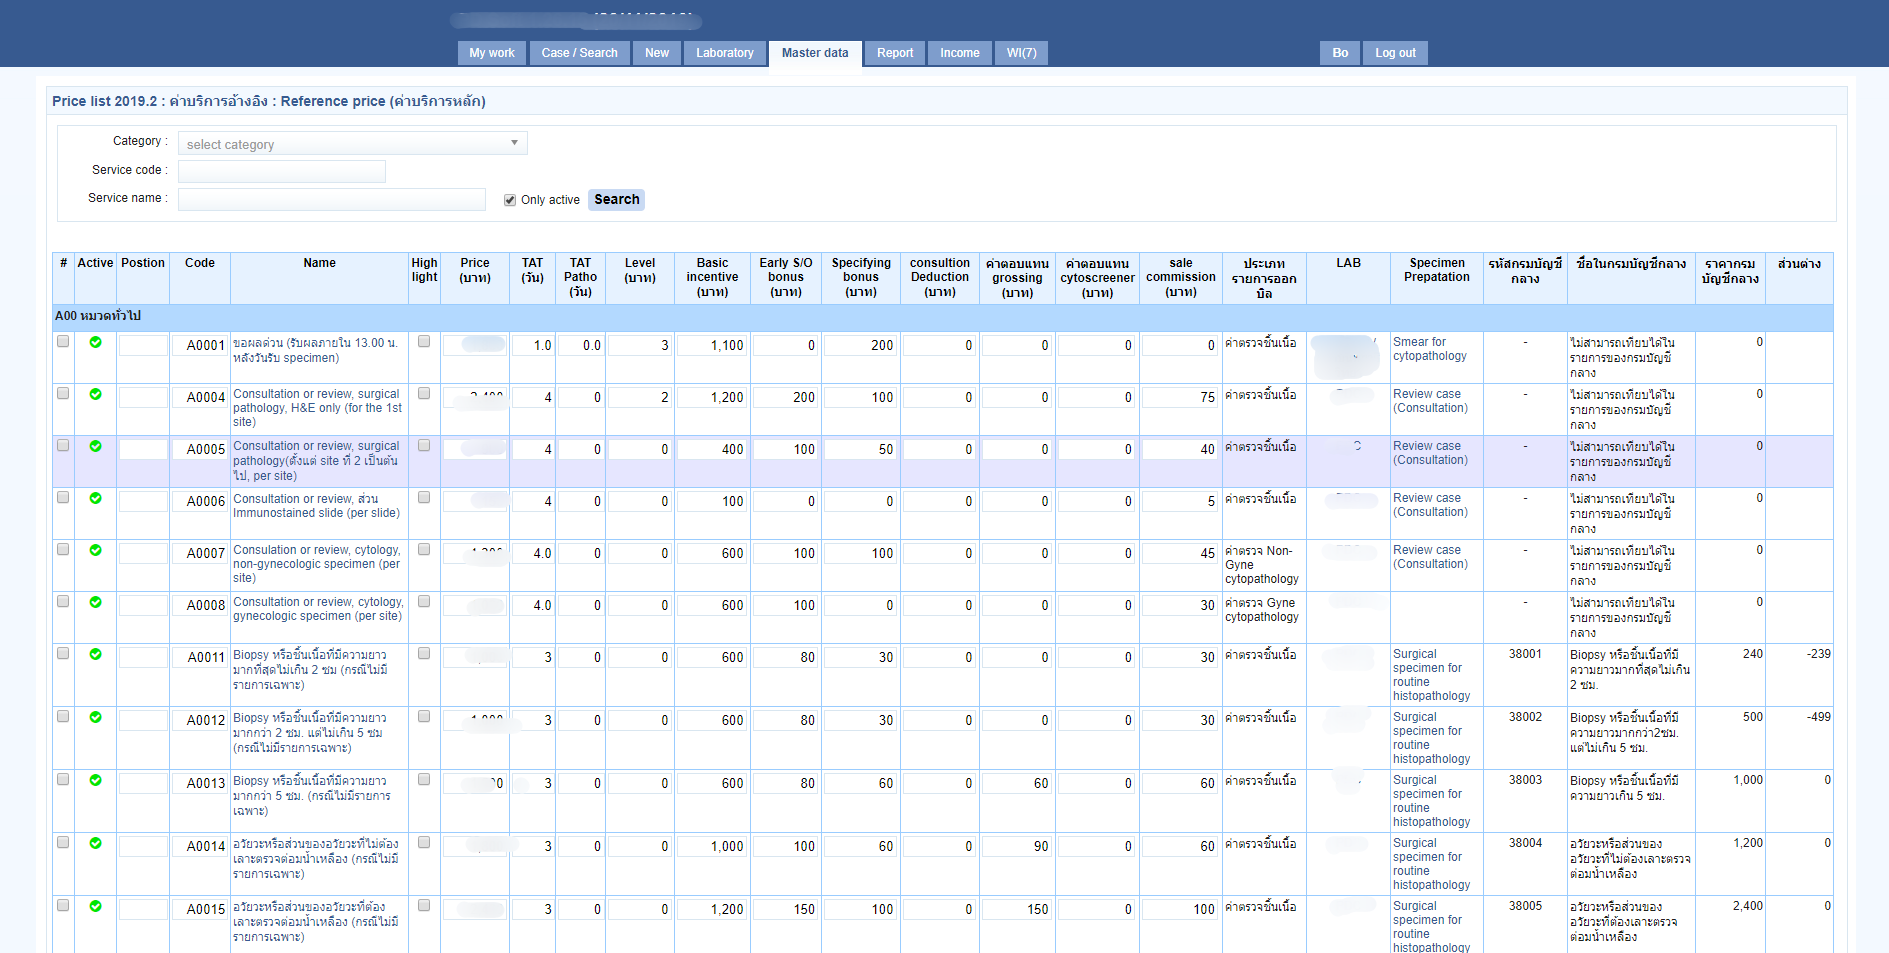 My work Case / Search New Laboratory Master data Report Income WI(7) Bo Log out
Price list 2019.2 : ค่าบริการอ้างอิง : Reference price (ค่าบริการหลัก)
Category : select category
Service code :
Service name : Only active Search
# Active Postion Code Name High light Price (บาท) TAT (วัน) TAT Patho (วัน) Level (บาท) Basic incentive (บาท) Early S/O bonus (บาท) Specifying bonus (บาท) consultion Deduction (บาท) ค่าตอบแทน grossing (บาท) ค่าตอบแทน cytoscreener (บาท) sale commission (บาท) ประเภทรายการออกบิล LAB Specimen Prepatation รหัสกรมบัญชีกลาง ชื่อในกรมบัญชีกลาง ราคากรมบัญชีกลาง ส่วนต่าง
A00 หมวดทั่วไป
A0001 ขอผลด่วน (รับผลภายใน 13.00 น. หลังวันรับ specimen) 1.0 0.0 3 1,100 0 200 0 0 0 0 ค่าตรวจชิ้นเนื้อ Smear for cytopathology - ไม่สามารถเทียบได้ในรายการของกรมบัญชีกลาง 0
A0004 Consultation or review, surgical pathology, H&E only (for the 1st site) 4 0 2 1,200 200 100 0 0 0 75 ค่าตรวจชิ้นเนื้อ Review case (Consultation) - ไม่สามารถเทียบได้ในรายการของกรมบัญชีกลาง 0
A0005 Consultation or review, surgical pathology(ตั้งแต่ site ที่ 2 เป็นต้นไป, per site) 4 0 0 400 100 50 0 0 0 40 ค่าตรวจชิ้นเนื้อ Review case (Consultation) - ไม่สามารถเทียบได้ในรายการของกรมบัญชีกลาง 0
A0006 Consultation or review, ส่วน Immunostained slide (per slide) 4 0 0 100 0 0 0 0 0 5 ค่าตรวจชิ้นเนื้อ Review case (Consultation) - ไม่สามารถเทียบได้ในรายการของกรมบัญชีกลาง 0
A0007 Consulation or review, cytology, non-gynecologic specimen (per site) 4.0 0 0 600 100 100 0 0 0 45 ค่าตรวจ Non-Gyne cytopathology Review case (Consultation) - ไม่สามารถเทียบได้ในรายการของกรมบัญชีกลาง 0
A0008 Consultation or review, cytology, gynecologic specimen (per site) 4.0 0 0 600 100 0 0 0 0 30 ค่าตรวจ Gyne cytopathology - ไม่สามารถเทียบได้ในรายการของกรมบัญชีกลาง 0
A0011 Biopsy หรือชิ้นเนื้อที่มีความยาวมากที่สุดไม่เกิน 2 ซม (กรณีไม่มีรายการเฉพาะ) 3 0 0 600 80 30 0 0 0 30 ค่าตรวจชิ้นเนื้อ Surgical specimen for routine histopathology 38001 Biopsy หรือชิ้นเนื้อที่มีความยาวมากที่สุดไม่เกิน 2 ซม. 240 -239
A0012 Biopsy หรือชิ้นเนื้อที่มีความยาวมากกว่า 2 ซม. แต่ไม่เกิน 5 ซม (กรณีไม่มีรายการเฉพาะ) 3 0 0 600 80 30 0 0 0 30 ค่าตรวจชิ้นเนื้อ Surgical specimen for routine histopathology 38002 Biopsy หรือชิ้นเนื้อที่มีความยาวมากกว่า2ซม. แต่ไม่เกิน 5 ซม. 500 -499
A0013 Biopsy หรือชิ้นเนื้อที่มีความยาวมากกว่า 5 ซม. (กรณีไม่มีรายการเฉพาะ) 3 0 0 600 80 60 0 60 0 60 ค่าตรวจชิ้นเนื้อ Surgical specimen for routine histopathology 38003 Biopsy หรือชิ้นเนื้อที่มีความยาวเกิน 5 ซม. 1,000 0
A0014 อวัยวะหรือส่วนของอวัยวะที่ไม่ต้องเลาะตรวจต่อมน้ำเหลือง (กรณีไม่มีรายการเฉพาะ) 3 0 0 1,000 100 60 0 90 0 60 ค่าตรวจชิ้นเนื้อ Surgical specimen for routine histopathology 38004 อวัยวะหรือส่วนของอวัยวะที่ไม่ต้องเลาะตรวจต่อมน้ำเหลือง 1,200 0
A0015 อวัยวะหรือส่วนของอวัยวะที่ต้องเลาะตรวจต่อมน้ำเหลือง (กรณีไม่มีรายการเฉพาะ) 3 0 0 1,200 150 100 0 150 0 100 ค่าตรวจชิ้นเนื้อ Surgical specimen for routine histopathology 38005 อวัยวะหรือส่วนของอวัยวะที่ต้องเลาะตรวจต่อมน้ำเหลือง 2,400 0